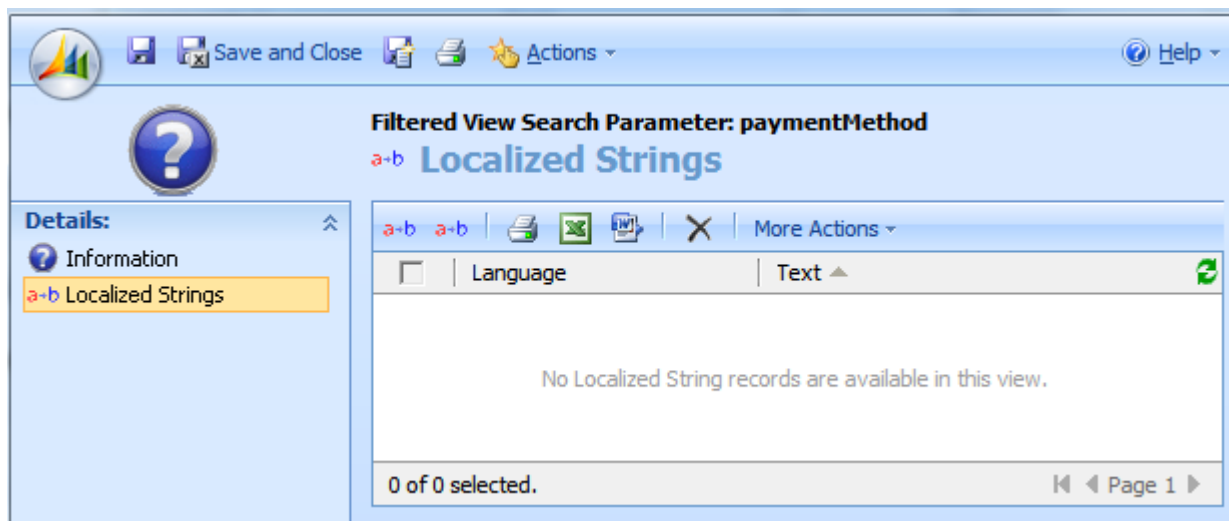 Save and Close Actions Help
Filtered View Search Parameter: paymentMethod
a→b Localized Strings
Details:
Information
a→b Localized Strings
a→b a→b More Actions
Language Text
No Localized String records are available in this view.
0 of 0 selected. Page 1